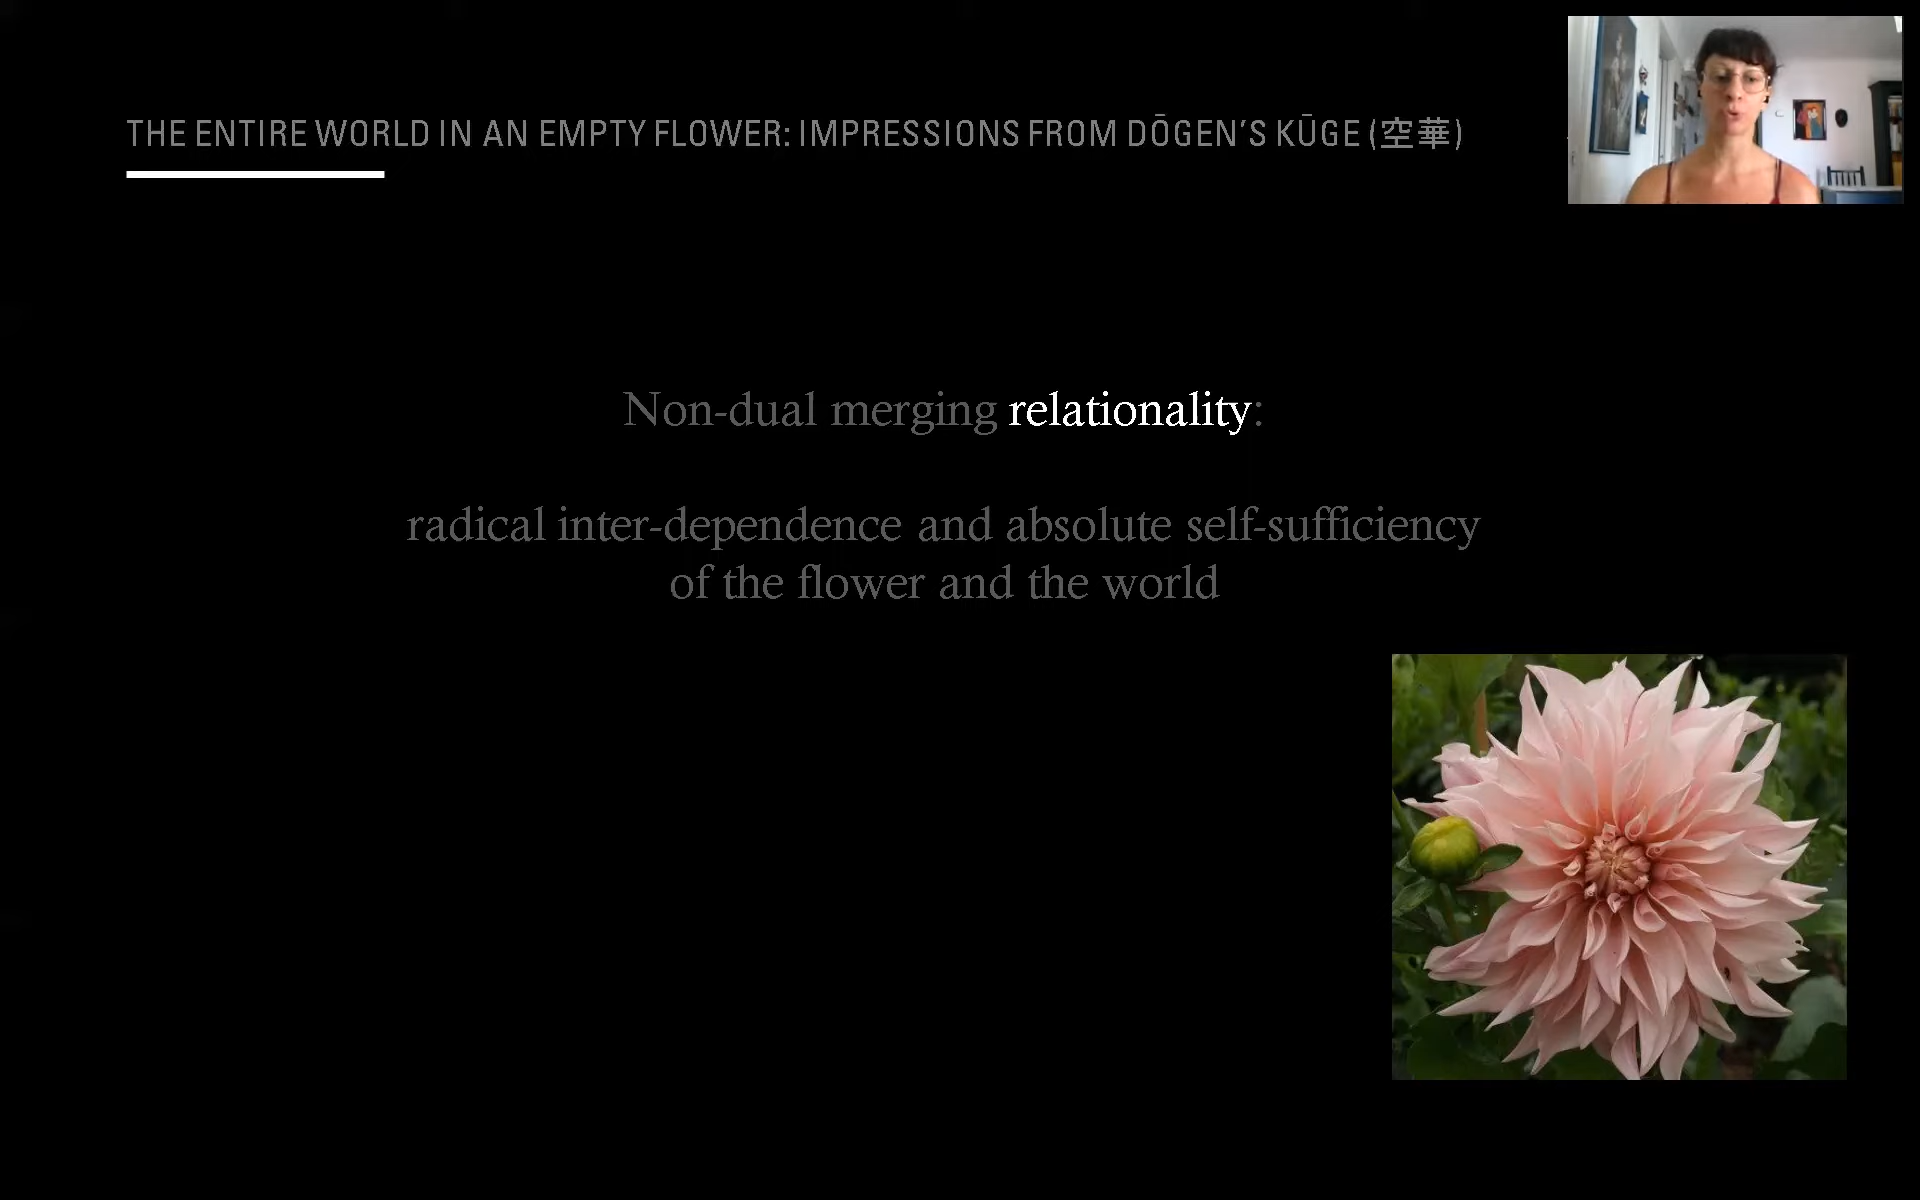 THE ENTIRE WORLD IN AN EMPTY FLOWER: IMPRESSIONS FROM DŌGEN'S KŪGE (空華)
Non-dual merging relationality:
radical inter-dependence and absolute self-sufficiency
of the flower and the world